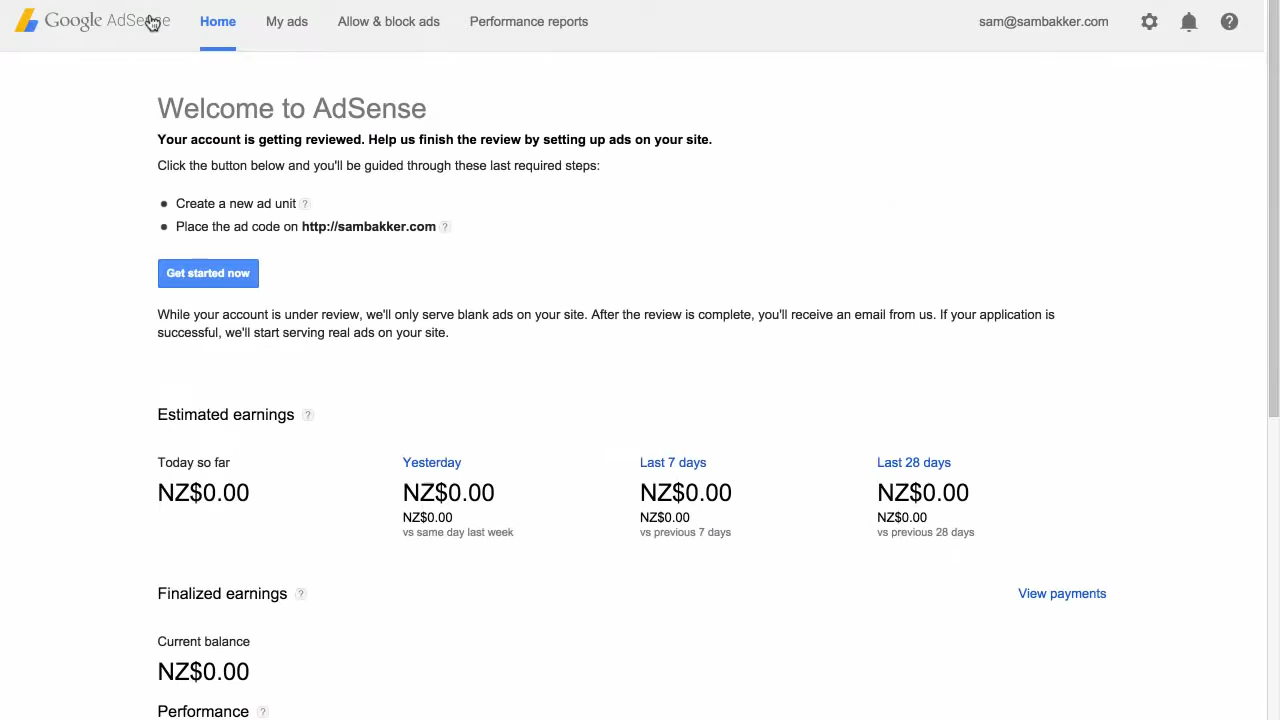 Google AdSense Home My ads Allow & block ads Performance reports sam@sambakker.com
Welcome to AdSense
Your account is getting reviewed. Help us finish the review by setting up ads on your site.
Click the button below and you'll be guided through these last required steps:
Create a new ad unit ?
Place the ad code on http://sambakker.com ?
Get started now
While your account is under review, we'll only serve blank ads on your site. After the review is complete, you'll receive an email from us. If your application is
successful, we'll start serving real ads on your site.
Estimated earnings ?
Today so far Yesterday Last 7 days Last 28 days
NZ$0.00 NZ$0.00 NZ$0.00 NZ$0.00
NZ$0.00 NZ$0.00 NZ$0.00
vs same day last week vs previous 7 days vs previous 28 days
Finalized earnings ? View payments
Current balance
NZ$0.00
Performance ?